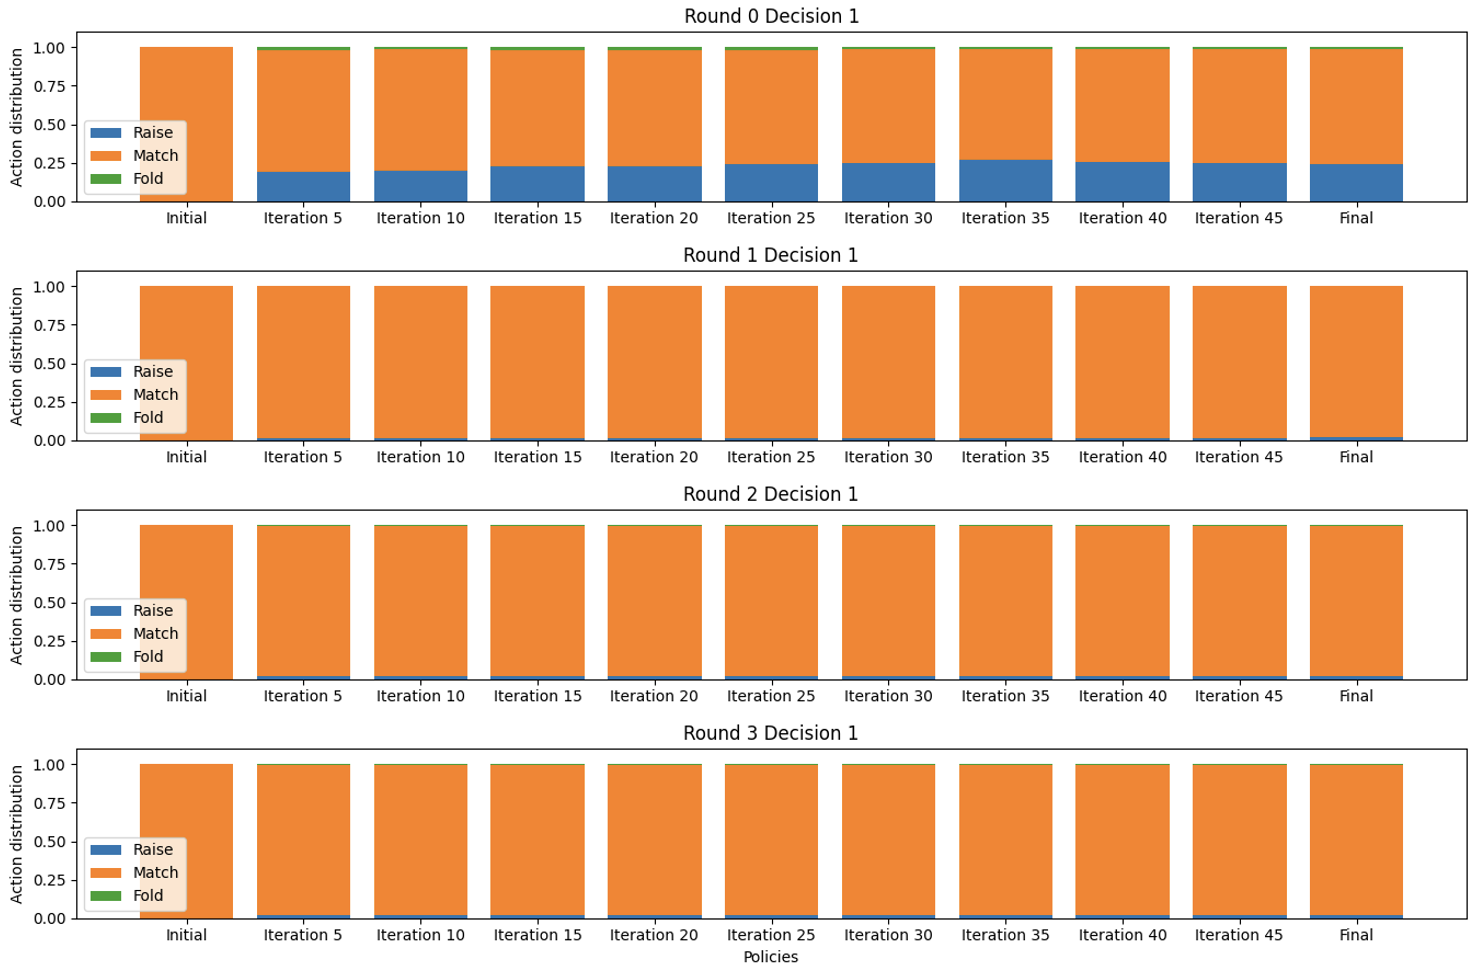 Round 0 Decision 1
Action distribution
1.00
0.75
0.50
0.25
0.00
Raise
Match
Fold
Initial Iteration 5 Iteration 10 Iteration 15 Iteration 20 Iteration 25 Iteration 30 Iteration 35 Iteration 40 Iteration 45 Final
Round 1 Decision 1
Action distribution
1.00
0.75
0.50
0.25
0.00
Raise
Match
Fold
Initial Iteration 5 Iteration 10 Iteration 15 Iteration 20 Iteration 25 Iteration 30 Iteration 35 Iteration 40 Iteration 45 Final
Round 2 Decision 1
Action distribution
1.00
0.75
0.50
0.25
0.00
Raise
Match
Fold
Initial Iteration 5 Iteration 10 Iteration 15 Iteration 20 Iteration 25 Iteration 30 Iteration 35 Iteration 40 Iteration 45 Final
Round 3 Decision 1
Action distribution
1.00
0.75
0.50
0.25
0.00
Raise
Match
Fold
Initial Iteration 5 Iteration 10 Iteration 15 Iteration 20 Iteration 25 Iteration 30 Iteration 35 Iteration 40 Iteration 45 Final
Policies